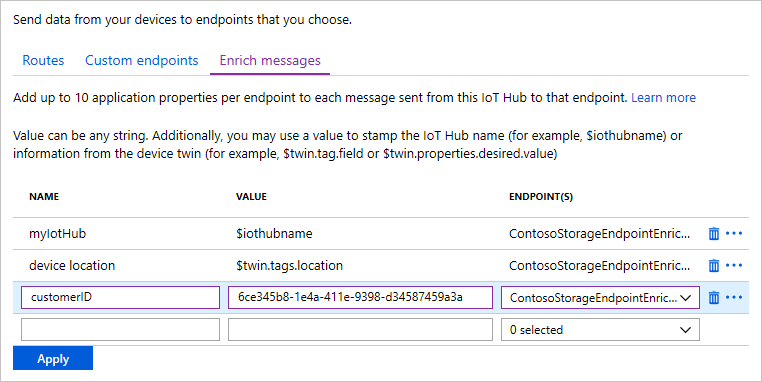 Send data from your devices to endpoints that you choose.
Routes Custom endpoints Enrich messages
Add up to 10 application properties per endpoint to each message sent from this IoT Hub to that endpoint. Learn more
Value can be any string. Additionally, you may use a value to stamp the IoT Hub name (for example, $iothubname) or
information from the device twin (for example, $twin.tag.field or $twin.properties.desired.value)
NAME VALUE ENDPOINT(S)
myIotHub $iothubname ContosoStorageEndpointEnric...
device location $twin.tags.location ContosoStorageEndpointEnric...
customerID 6ce345b8-1e4a-411e-9398-d34587459a3a ContosoStorageEndpointEnric...
0 selected
Apply